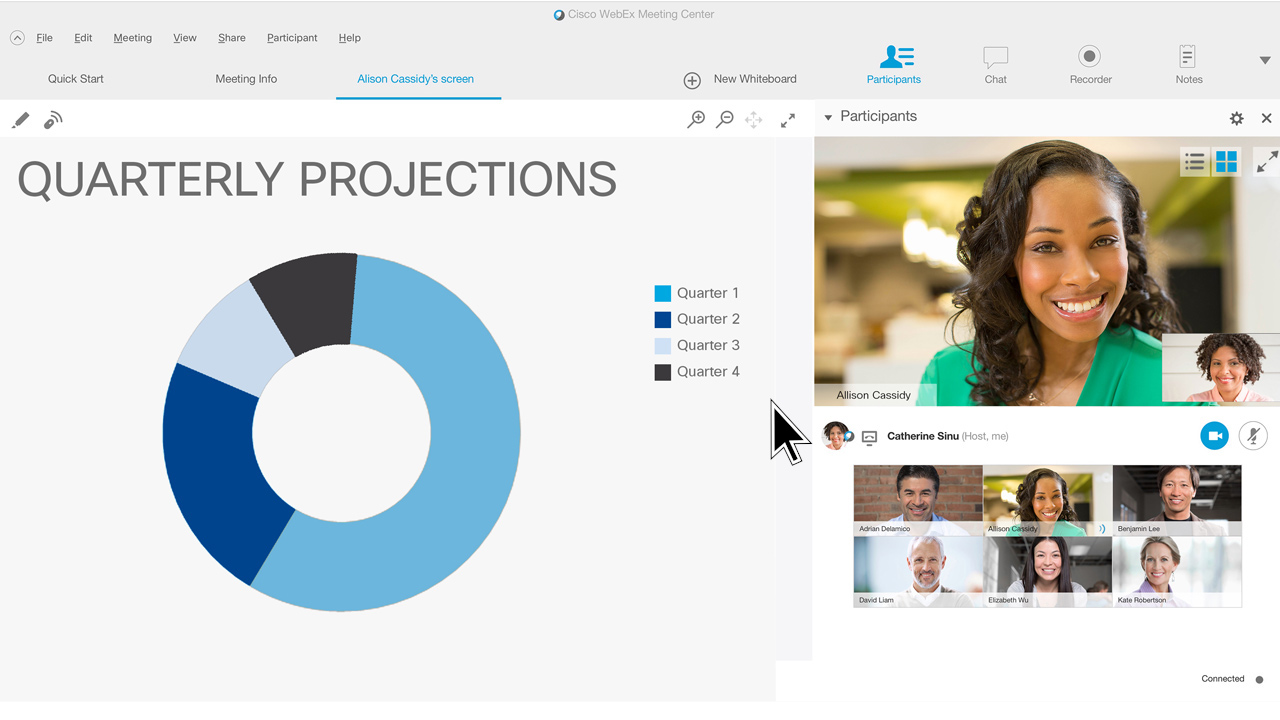 Cisco WebEx Meeting Center
File Edit Meeting View Share Participant Help
Quick Start Meeting Info Alison Cassidy's screen New Whiteboard
Participants Chat Recorder Notes
Participants
QUARTERLY PROJECTIONS
Quarter 1
Quarter 2
Quarter 3
Quarter 4
Allison Cassidy
Catherine Sinu (Host, me)
Adrian Delamico Allison Cassidy Benjamin Lee
David Liam Elizabeth Wu Kate Robertson
Connected